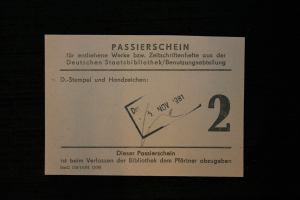 PASSIERSCHEIN
für entliehene Werke bzw. Zeitschriftenhefte aus der
Deutschen Staatsbibliothek/Benutzungsabteilung
D.-Stempel und Handzeichen:
NOV 1981
2
Dieser Passierschein
ist beim Verlassen der Bibliothek dem Pförtner abzugeben